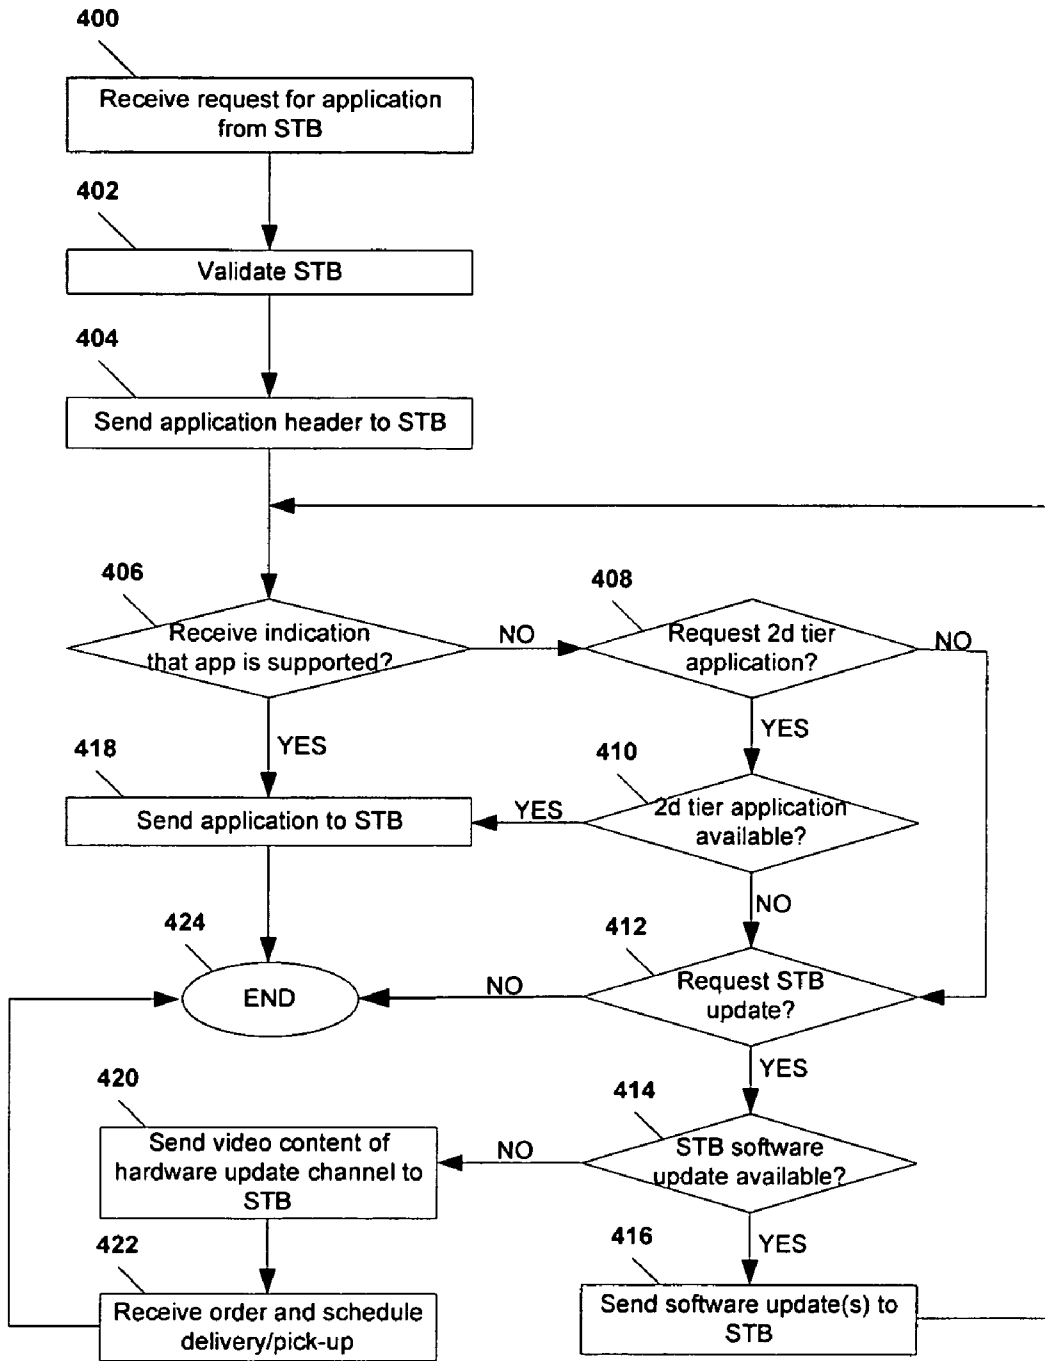 400
Receive request for application
from STB
402
Validate STB
404
Send application header to STB
406
Receive indication
that app is supported?
NO
408
Request 2d tier
application?
NO
YES
YES
418
Send application to STB
410
2d tier application
available?
YES
NO
424
END
412
Request STB
update?
NO
YES
420
Send video content of
hardware update channel to
STB
414
STB software
update available?
NO
YES
422
Receive order and schedule
delivery/pick-up
416
Send software update(s) to
STB